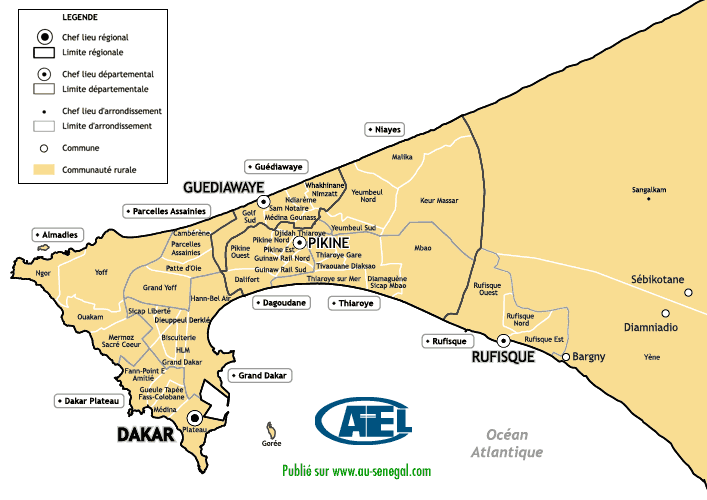 LEGENDE
Chef lieu régional
Limite régionale
Chef lieu départemental
Limite départementale
Chef lieu d'arrondissement
Limite d'arrondissement
Commune
Communauté rurale
Niayes
Guédiawaye
Parcelles Assainies
Almadies
GUEDIAWAYE
Malika
Whakhinane
Nimzatt
Ndiarème
Sam Notaire
Médina Gounass
Golf
Sud
Yeumbeul
Nord
Keur Massar
Sangalkam
Cambérène
Parcelles
Assainies
Djidah Thiaroye
Yeumbeul Sud
Pikine Nord
PIKINE
Pikine
Ouest
Pikine Est
Guinaw Rail Nord
Guinaw Rail Sud
Thiaroye Gare
Tivaouane Diaksao
Mbao
Ngor
Yoff
Patte d'Oie
Dalifort
Thiaroye sur Mer
Diamaguène
Sicap Mbao
Grand Yoff
Hann-Bel Air
Rufisque
Ouest
Sébikotane
Dagoudane
Thiaroye
Ouakam
Sicap Liberté
Dieuppeul Derklé
Rufisque
Nord
Diamniadio
Mermoz
Sacré Coeur
Biscuiterie
HLM
Grand Dakar
Rufisque
Rufisque Est
RUFISQUE
Bargny
Yène
Fann-Point E
Amitié
Grand Dakar
Gueule Tapée
Fass-Colobane
Dakar Plateau
Médina
DAKAR
Plateau
Gorée
ATEL
Océan
Atlantique
Publié sur www.au-senegal.com